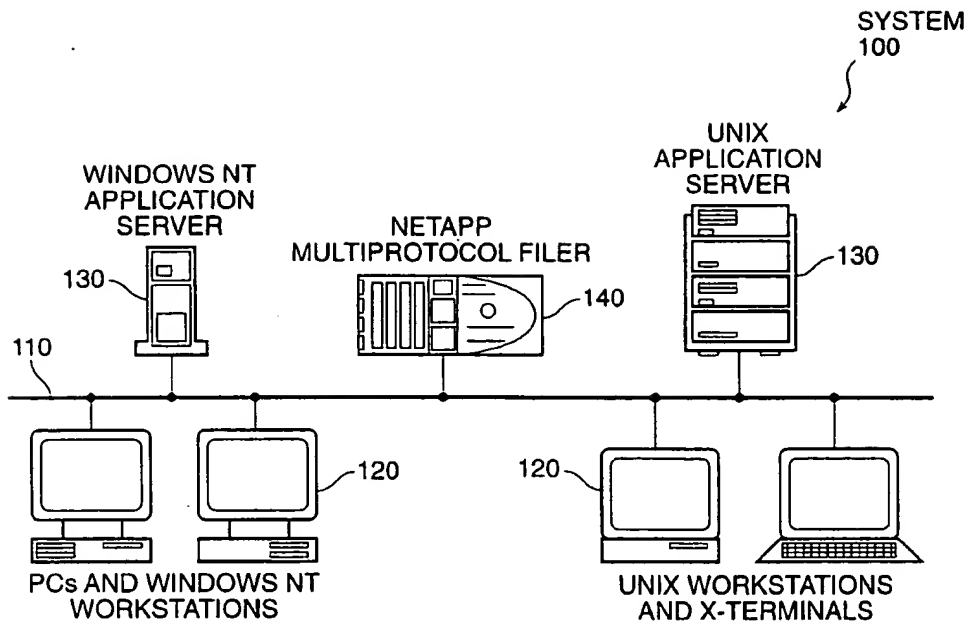 SYSTEM
100
WINDOWS NT
APPLICATION
SERVER
130
NETAPP
MULTIPROTOCOL FILER
140
UNIX
APPLICATION
SERVER
130
110
120
120
PCs AND WINDOWS NT
WORKSTATIONS
UNIX WORKSTATIONS
AND X-TERMINALS